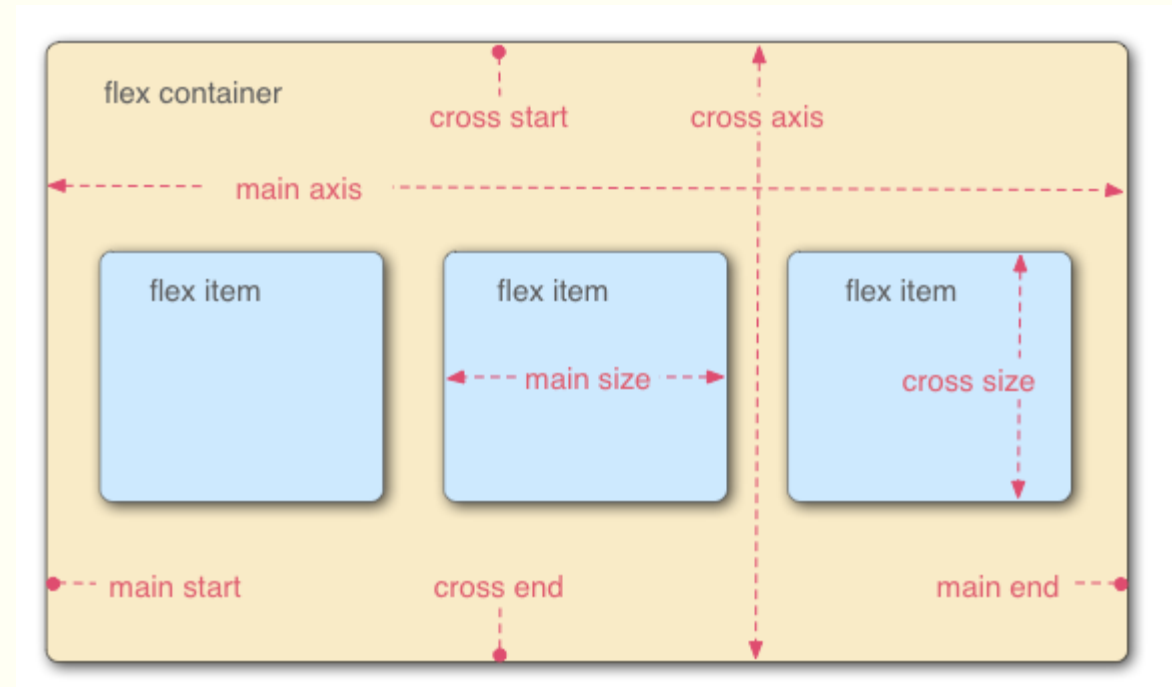 flex container
cross start
cross axis
main axis
flex item
flex item
flex item
main size
cross size
main start
cross end
main end